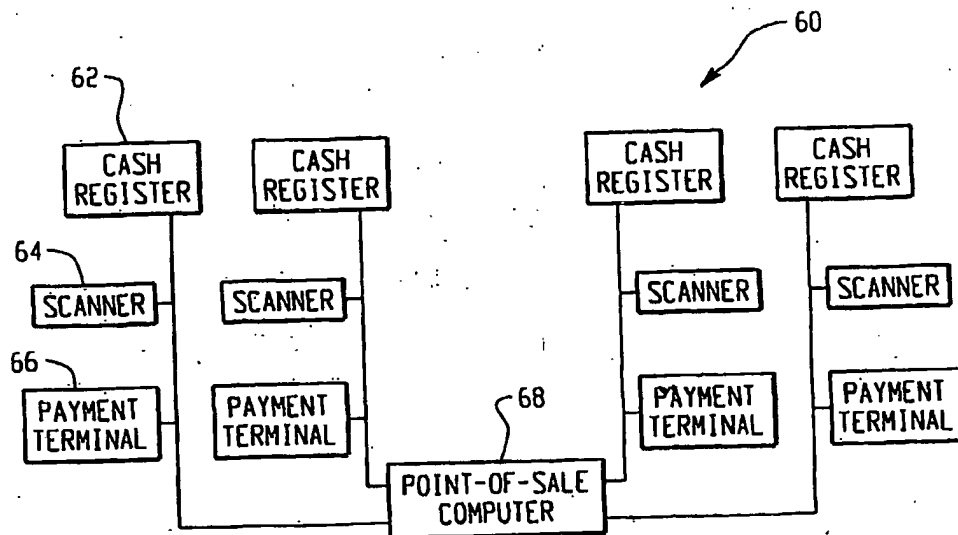 60
62
CASH
REGISTER
CASH
REGISTER
CASH
REGISTER
CASH
REGISTER
64
SCANNER
SCANNER
SCANNER
SCANNER
66
PAYMENT
TERMINAL
PAYMENT
TERMINAL
68
PAYMENT
TERMINAL
PAYMENT
TERMINAL
POINT-OF-SALE
COMPUTER